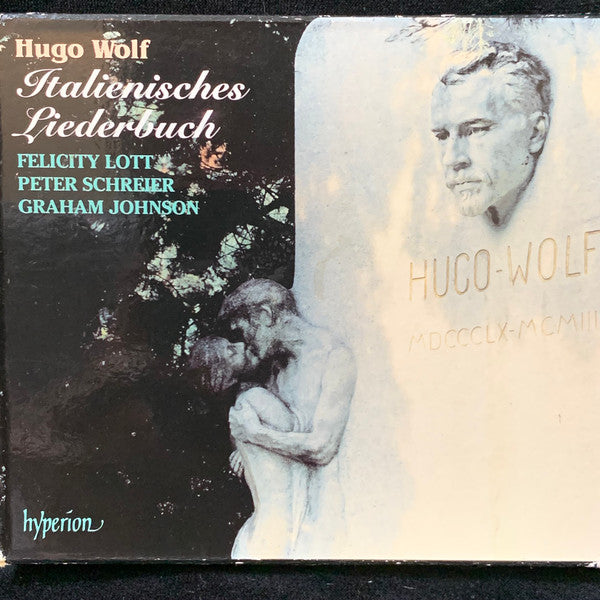 Hugo Wolf
Italienisches
Liederbuch
FELICITY LOTT
PETER SCHREIER
GRAHAM JOHNSON
HUGO-WOLF
MDCCCLX-MCMIII
hyperion